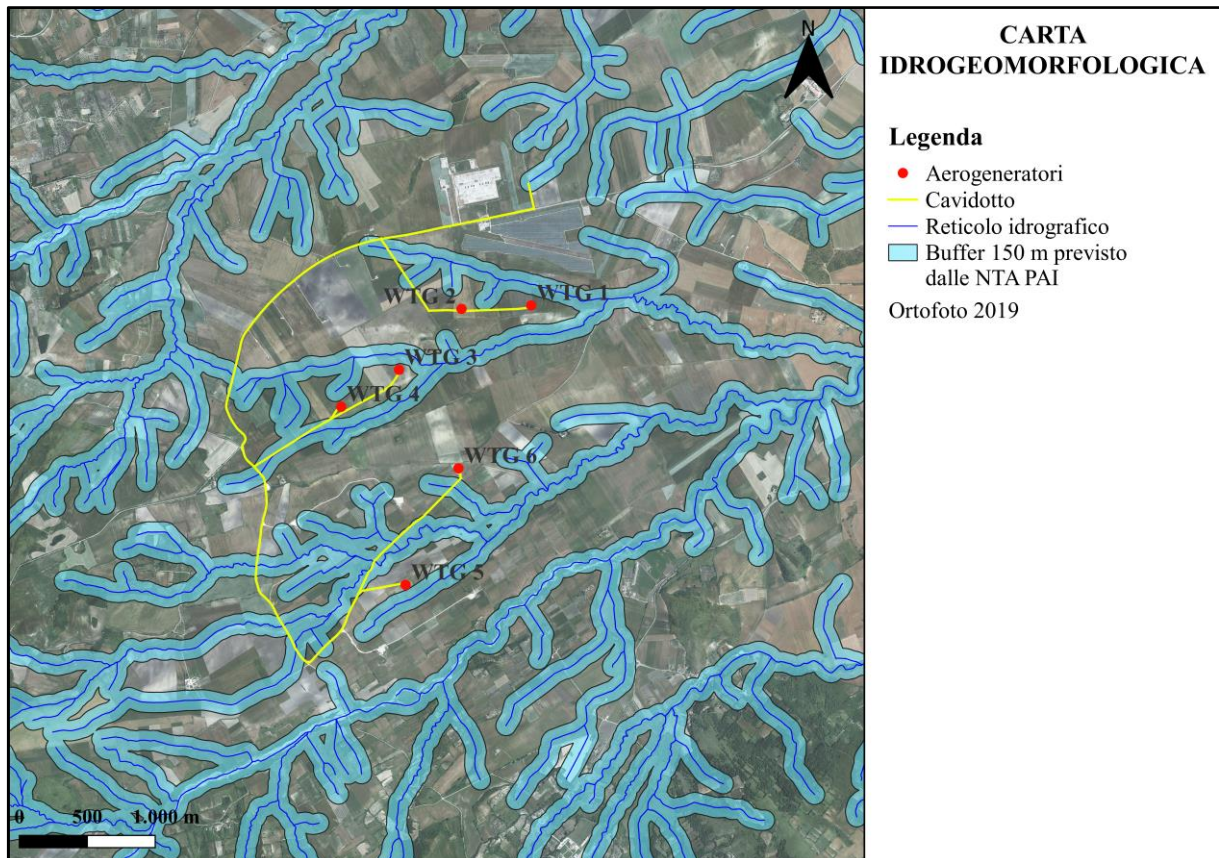 CARTA
IDROGEOMORFOLOGICA
Legenda
Aerogeneratori
Cavidotto
Reticolo idrografico
Buffer 150 m previsto
dalle NTA PAI
Ortofoto 2019
N
WTG 2
WTG 1
WTG 3
WTG 4
WTG 6
WTG 5
0 500 1.000 m